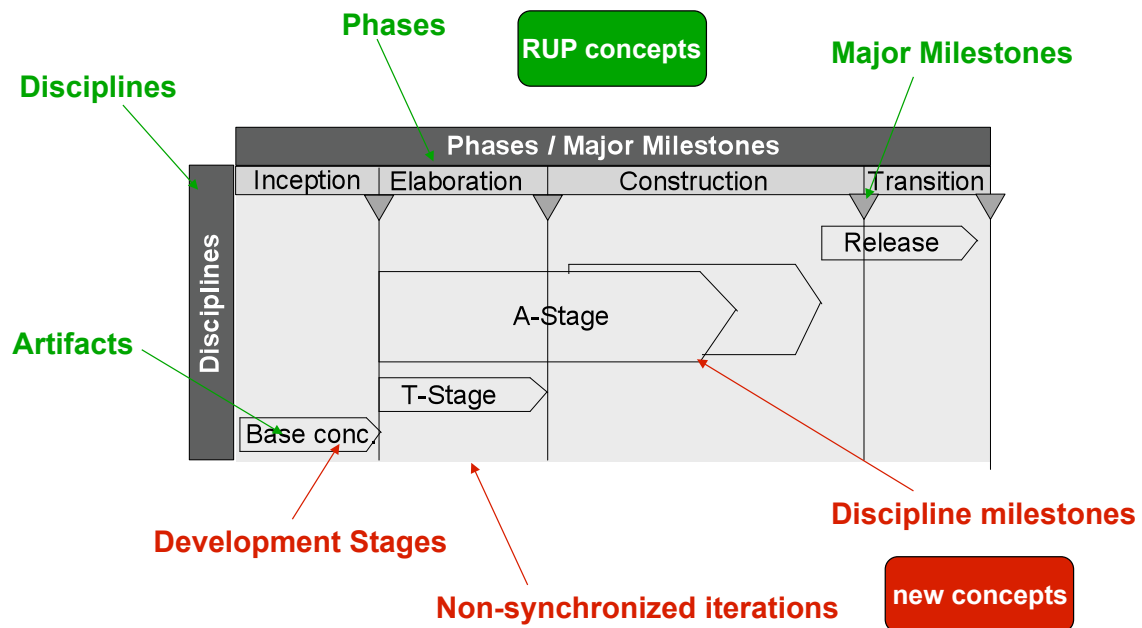 Phases
RUP concepts
Major Milestones
Disciplines
Phases / Major Milestones
Inception
Elaboration
Construction
Transition
Disciplines
Release
A-Stage
Artifacts
T-Stage
Base conc.
Development Stages
Discipline milestones
Non-synchronized iterations
new concepts